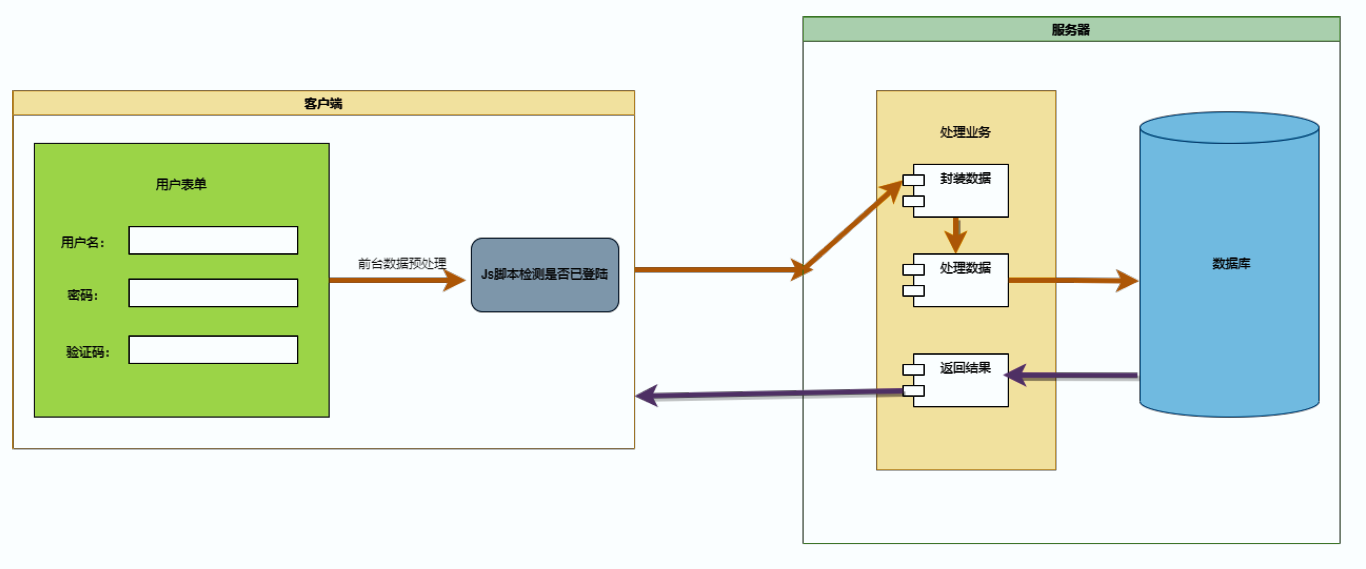 服务器
客户端
处理业务
用户表单
封装数据
用户名：
前台数据预处理
Js脚本检测是否已登陆
处理数据
数据库
密码：
验证码：
返回结果